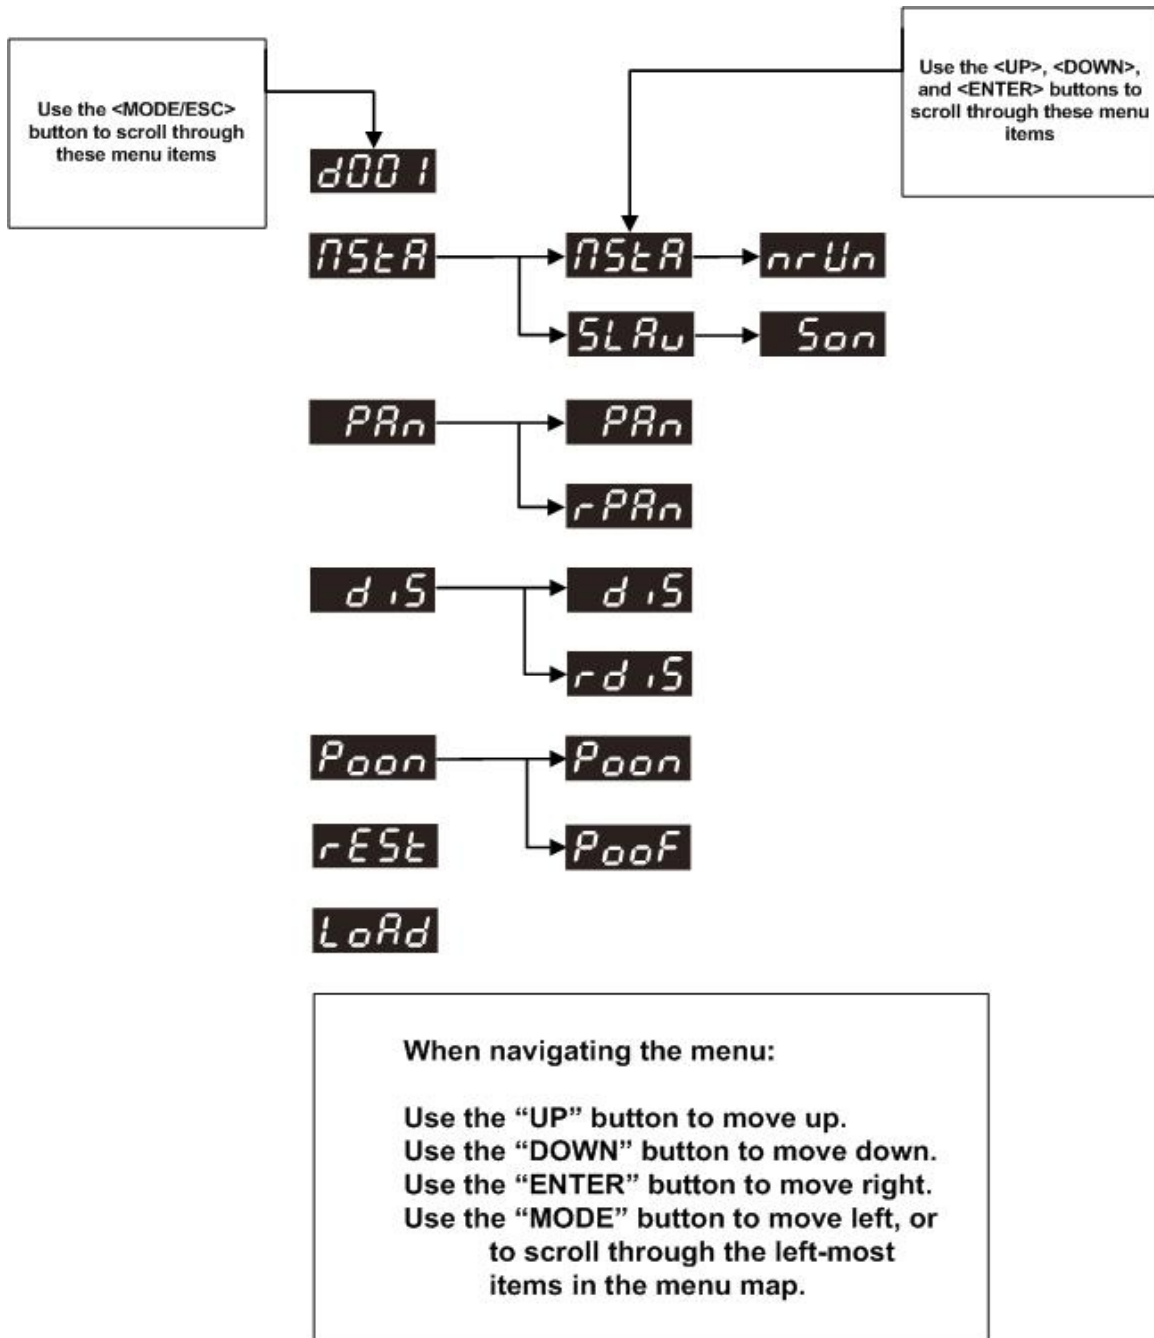 Use the <MODE/ESC>
button to scroll through
these menu items
Use the <UP>, <DOWN>,
and <ENTER> buttons to
scroll through these menu
items
d001
MStA
MStA
nrUn
SLAv
Son
PAn
PAn
rPAn
diS
diS
rdiS
Poon
Poon
rESt
PooF
LoAd
When navigating the menu:
Use the “UP” button to move up.
Use the “DOWN” button to move down.
Use the “ENTER” button to move right.
Use the “MODE” button to move left, or
to scroll through the left-most
items in the menu map.